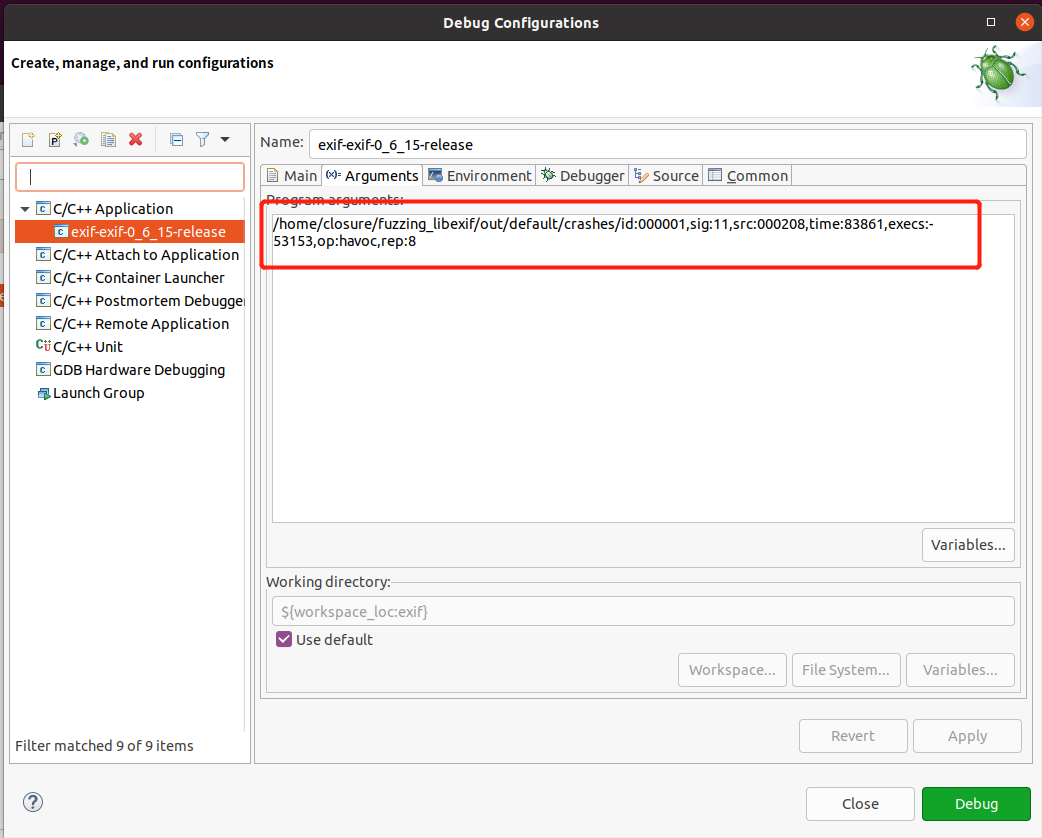 Debug Configurations
Create, manage, and run configurations
Name: exif-exif-0_6_15-release
Main (x)= Arguments Environment Debugger Source Common
C/C++ Application
exif-exif-0_6_15-release
C/C++ Attach to Application
C/C++ Container Launcher
C/C++ Postmortem Debugger
C/C++ Remote Application
C/C++ Unit
GDB Hardware Debugging
Launch Group
Filter matched 9 of 9 items
Program arguments:
/home/closure/fuzzing_libexif/out/default/crashes/id:000001,sig:11,src:000208,time:83861,execs:-
53153,op:havoc,rep:8
Variables...
Working directory:
${workspace_loc:exif}
Use default
Workspace... File System... Variables...
Revert Apply
Close Debug